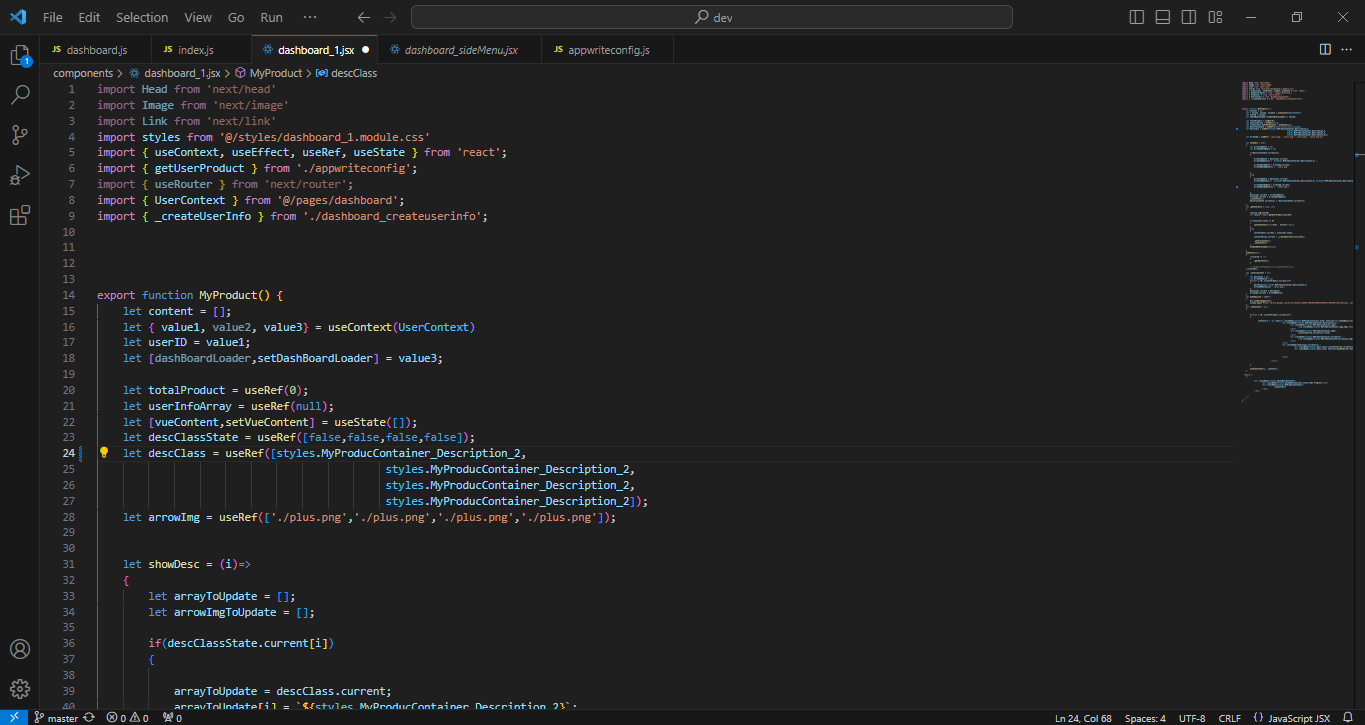 File Edit Selection View Go Run ··· dev
JS dashboard.js JS index.js dashboard_1.jsx dashboard_sideMenu.jsx JS appwriteconfig.js
components > dashboard_1.jsx > MyProduct > descClass
1 import Head from 'next/head'
2 import Image from 'next/image'
3 import Link from 'next/link'
4 import styles from '@/styles/dashboard_1.module.css'
5 import { useContext, useEffect, useRef, useState } from 'react';
6 import { getUserProduct } from './appwriteconfig';
7 import { useRouter } from 'next/router';
8 import { UserContext } from '@/pages/dashboard';
9 import { _createUserInfo } from './dashboard_createuserinfo';
10
11
12
13
14 export function MyProduct() {
15 let content = [];
16 let { value1, value2, value3} = useContext(UserContext)
17 let userID = value1;
18 let [dashBoardLoader,setDashBoardLoader] = value3;
19
20 let totalProduct = useRef(0);
21 let userInfoArray = useRef(null);
22 let [vueContent,setVueContent] = useState([]);
23 let descClassState = useRef([false,false,false,false]);
24 let descClass = useRef([styles.MyProducContainer_Description_2,
25 styles.MyProducContainer_Description_2,
26 styles.MyProducContainer_Description_2,
27 styles.MyProducContainer_Description_2]);
28 let arrowImg = useRef(['./plus.png','./plus.png','./plus.png','./plus.png']);
29
30
31 let showDesc = (i)=>
32 {
33 let arrayToUpdate = [];
34 let arrowImgToUpdate = [];
35
36 if(descClassState.current[i])
37 {
38
39 arrayToUpdate = descClass.current;
40 arrayToUpdate[i] = `${styles.MyProducContainer_Description_2}`;
1
master 0 0 0 Ln 24, Col 68 Spaces: 4 UTF-8 CRLF {} JavaScript JSX